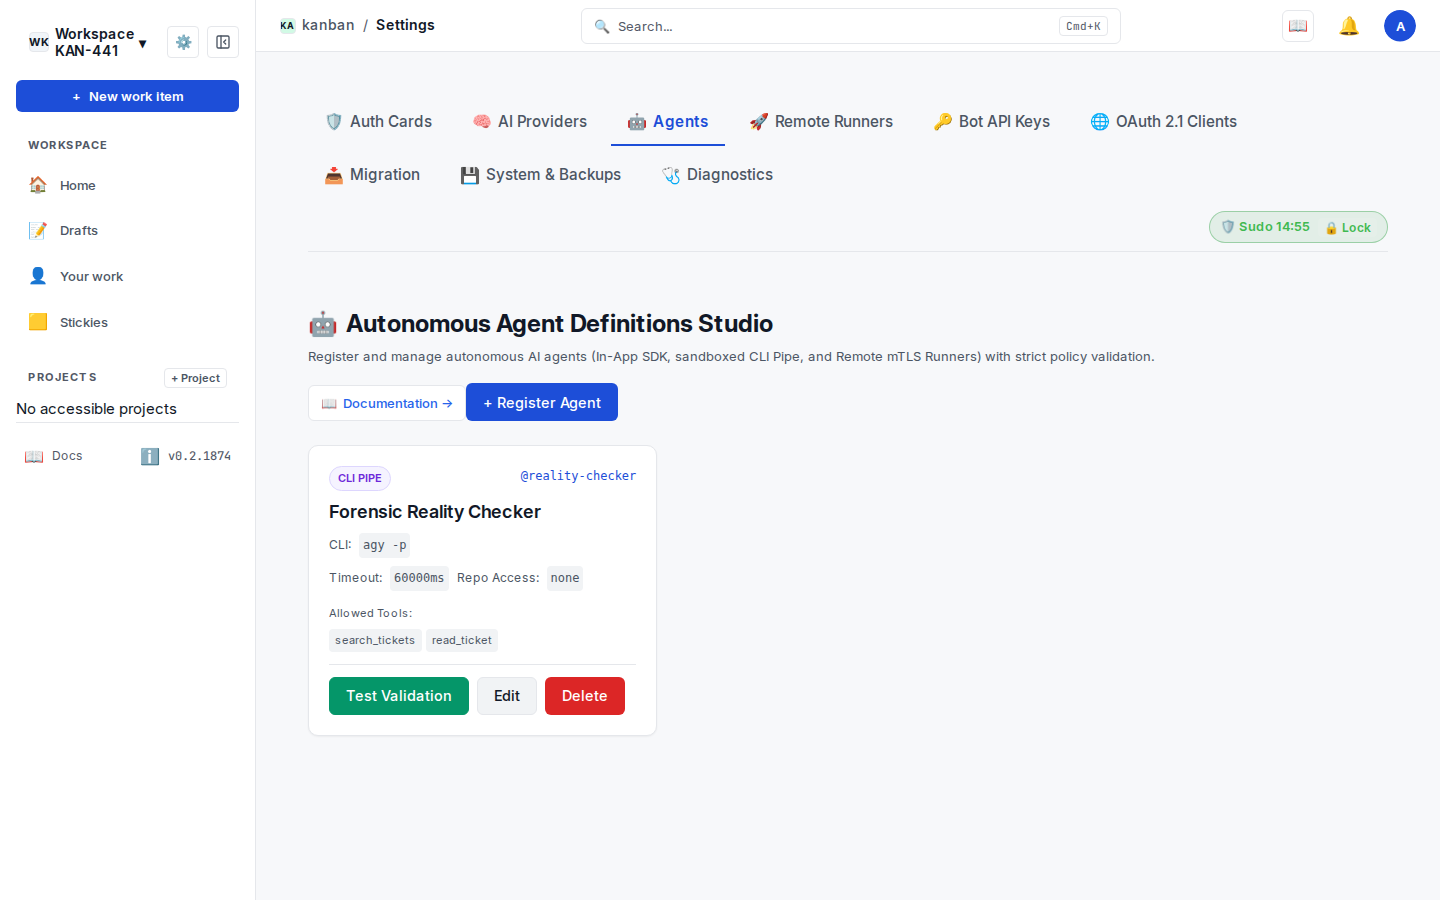 WK Workspace KAN-441 ▾
+ New work item
WORKSPACE
Home
Drafts
Your work
Stickies
PROJECTS + Project
No accessible projects
Docs v0.2.1874
KA kanban / Settings
Search... Cmd+K
A
Auth Cards AI Providers Agents Remote Runners Bot API Keys OAuth 2.1 Clients
Migration System & Backups Diagnostics
Sudo 14:55 Lock
Autonomous Agent Definitions Studio
Register and manage autonomous AI agents (In-App SDK, sandboxed CLI Pipe, and Remote mTLS Runners) with strict policy validation.
Documentation → + Register Agent
CLI PIPE @reality-checker
Forensic Reality Checker
CLI: agy -p
Timeout: 60000ms Repo Access: none
Allowed Tools:
search_tickets read_ticket
Test Validation Edit Delete